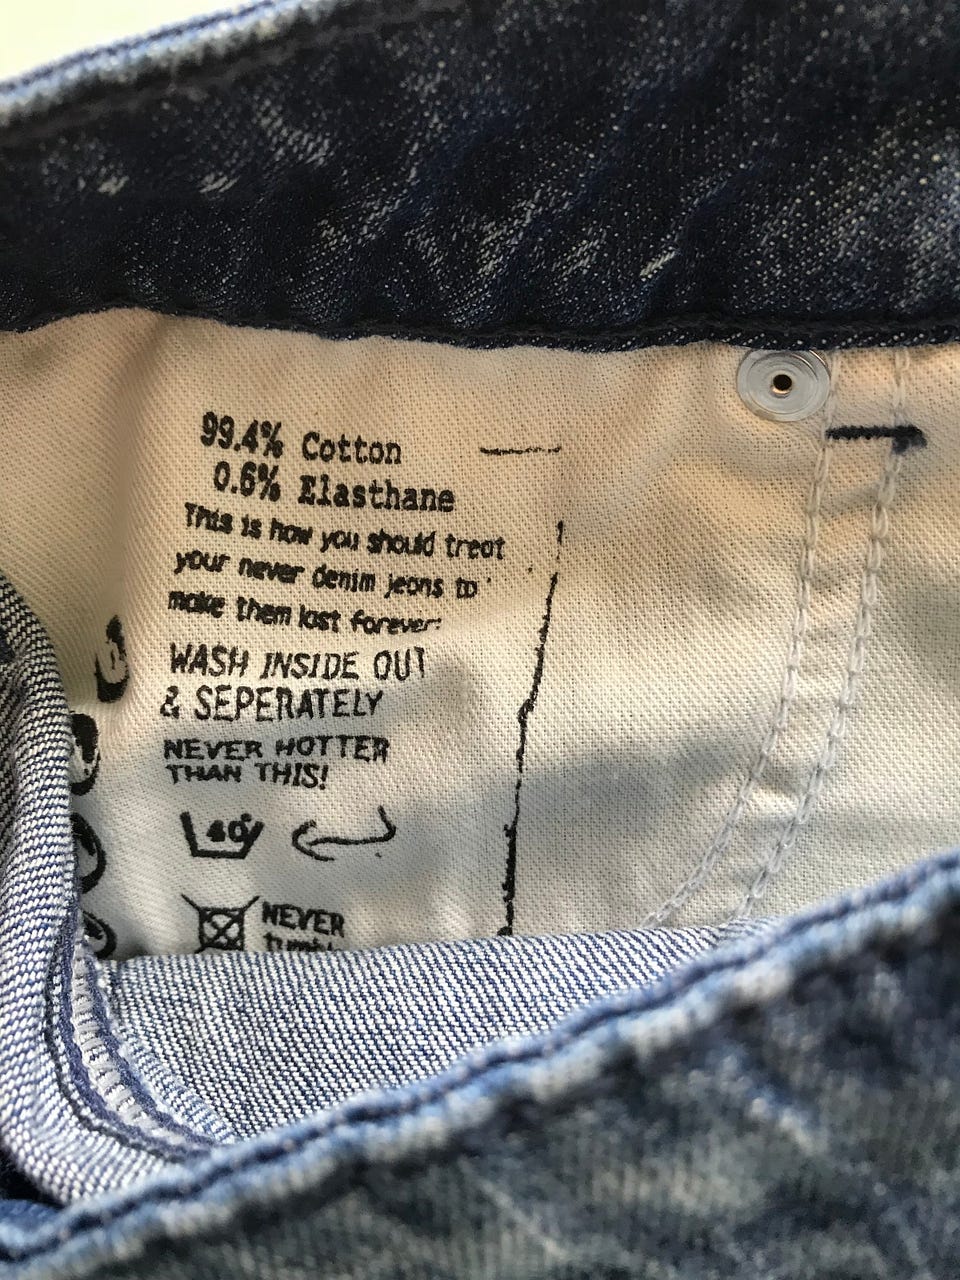 99.4% Cotton
0.6% Elasthane
This is how you should treat
your never denim jeans to
make them last forever:
WASH INSIDE OUT
& SEPERATELY
NEVER HOTTER
THAN THIS!
40°
NEVER